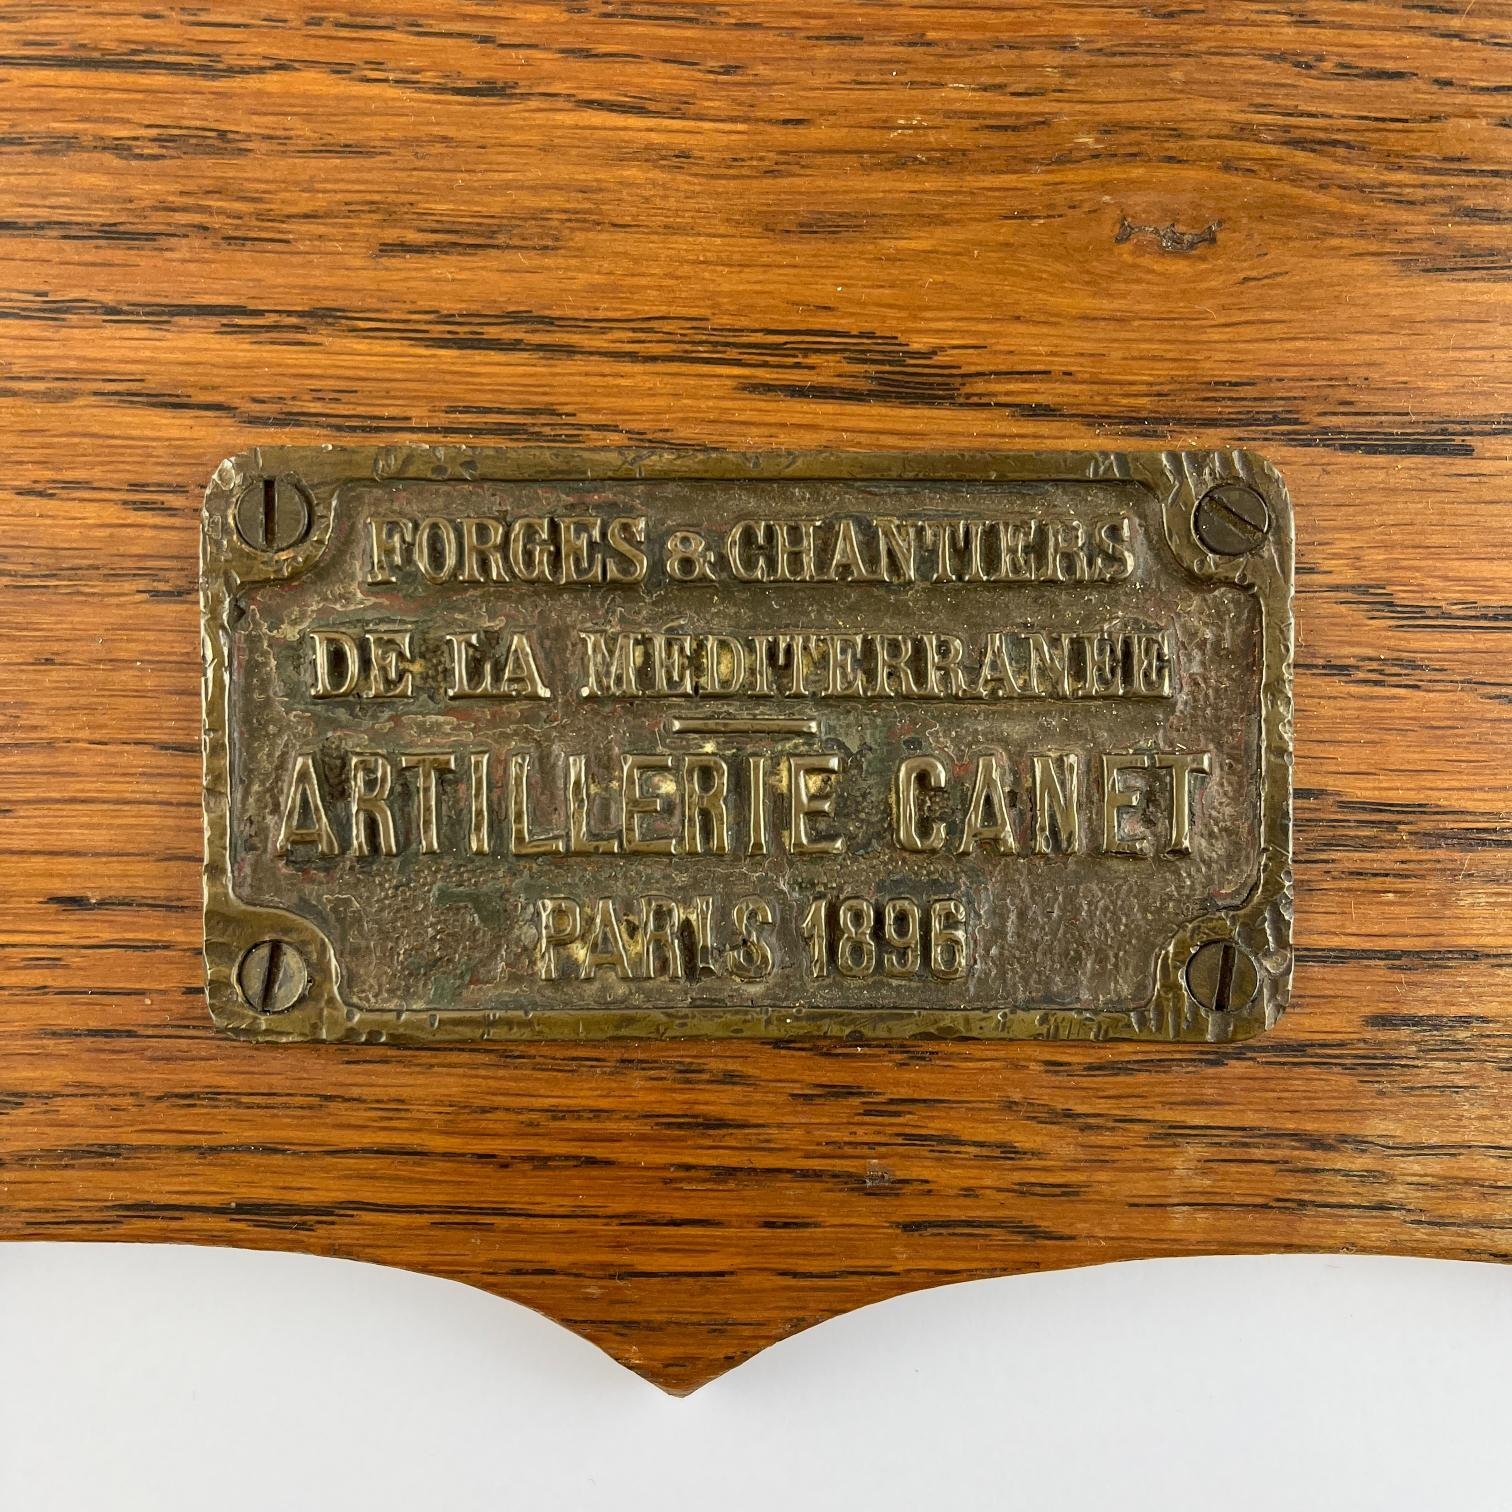 FORGES & CHANTIERS
DE LA MEDITERRANEE
ARTILLERIE CANET
PARIS 1896